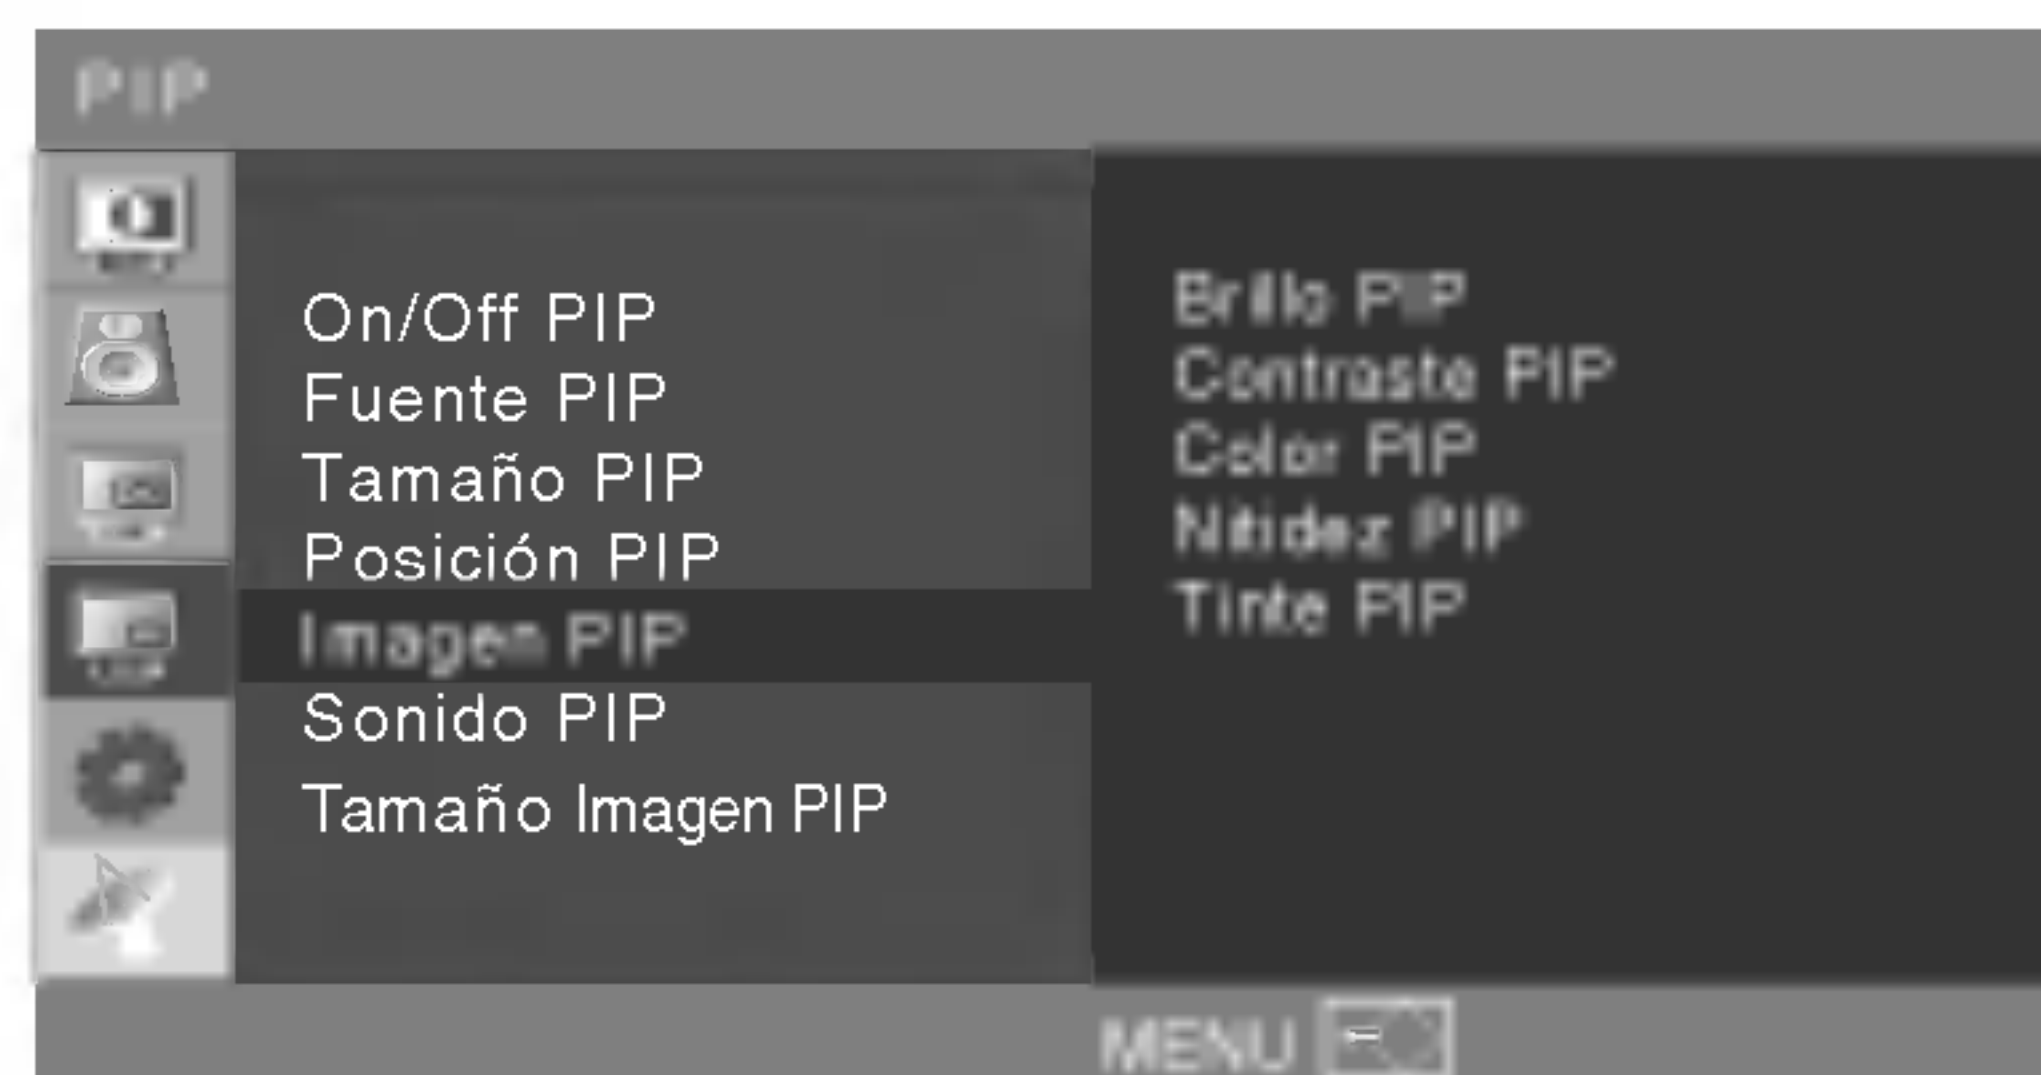 PIP
On/Off PIP
Fuente PIP
Tamaño PIP
Posición PIP
Imagen PIP
Sonido PIP
Tamaño Imagen PIP
Brillo PIP
Contraste PIP
Color PIP
Nitidez PIP
Tinte PIP
MENU